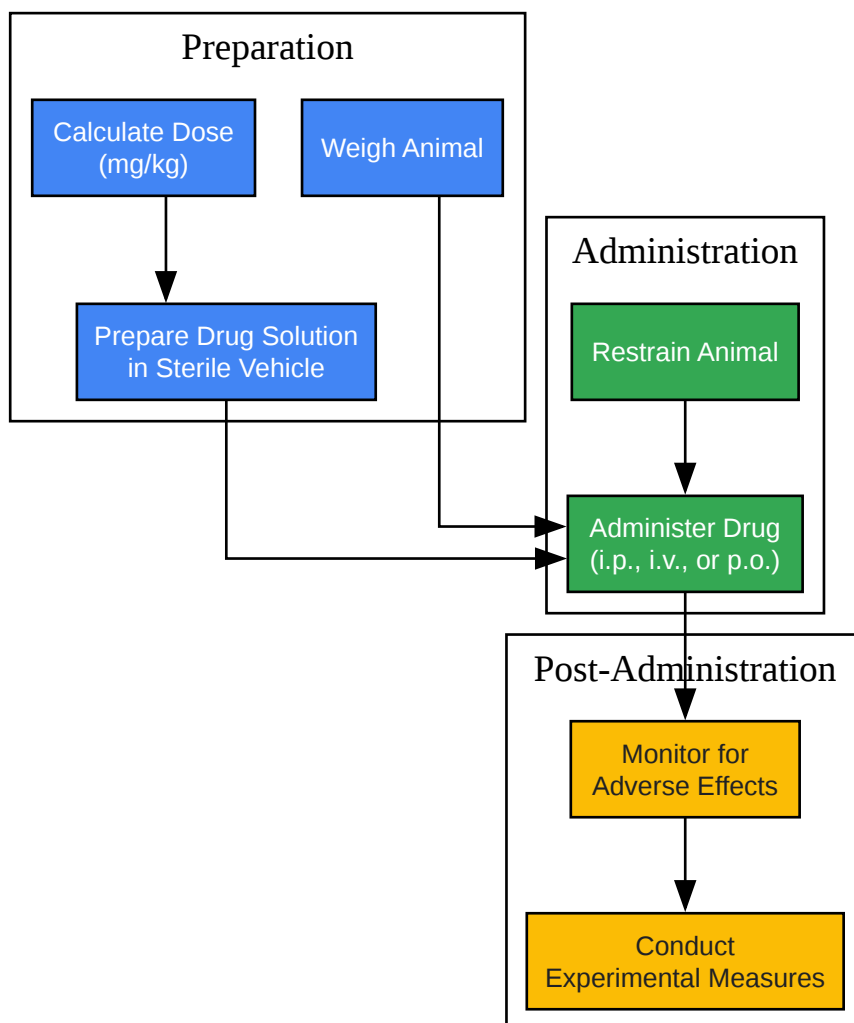 Preparation
Calculate Dose
(mg/kg)
Weigh Animal
Prepare Drug Solution
in Sterile Vehicle
Administration
Restrain Animal
Administer Drug
(i.p., i.v., or p.o.)
Post-Administration
Monitor for
Adverse Effects
Conduct
Experimental Measures